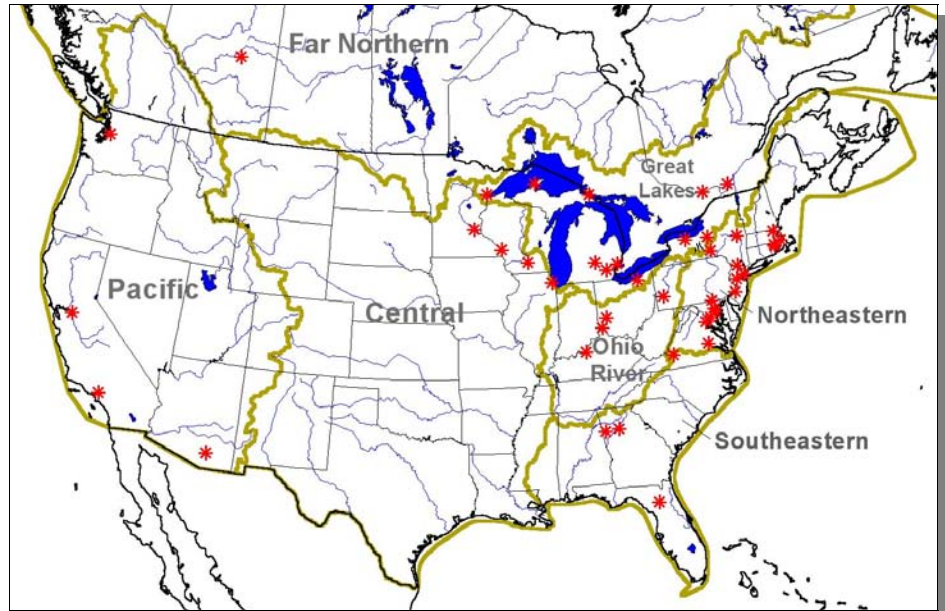 Far Northern
Great
Lakes
Pacific
Central
Northeastern
Ohio
River
Southeastern